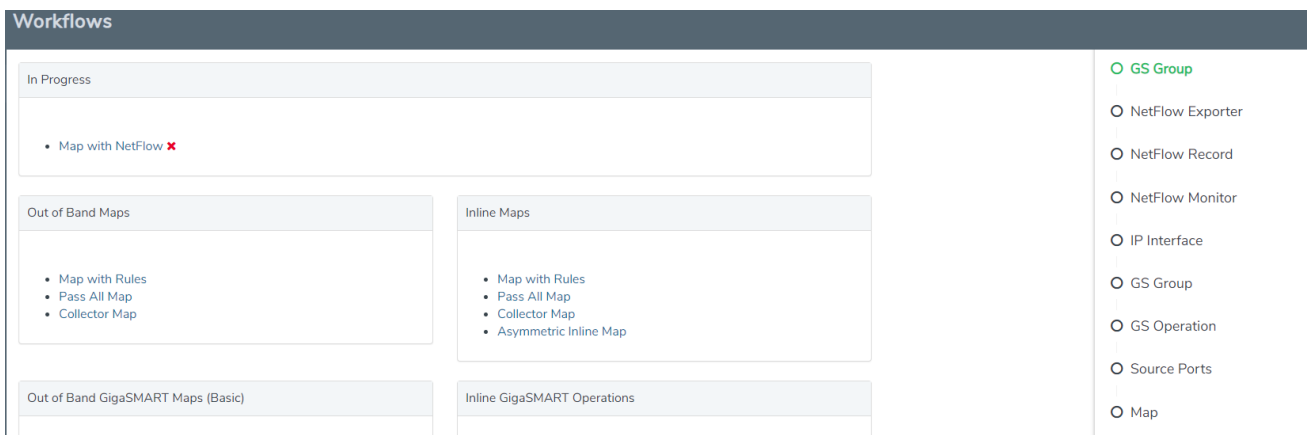 Workflows
In Progress
Map with NetFlow
Out of Band Maps
Map with Rules
Pass All Map
Collector Map
Inline Maps
Map with Rules
Pass All Map
Collector Map
Asymmetric Inline Map
Out of Band GigaSMART Maps (Basic)
Inline GigaSMART Operations
GS Group
NetFlow Exporter
NetFlow Record
NetFlow Monitor
IP Interface
GS Group
GS Operation
Source Ports
Map